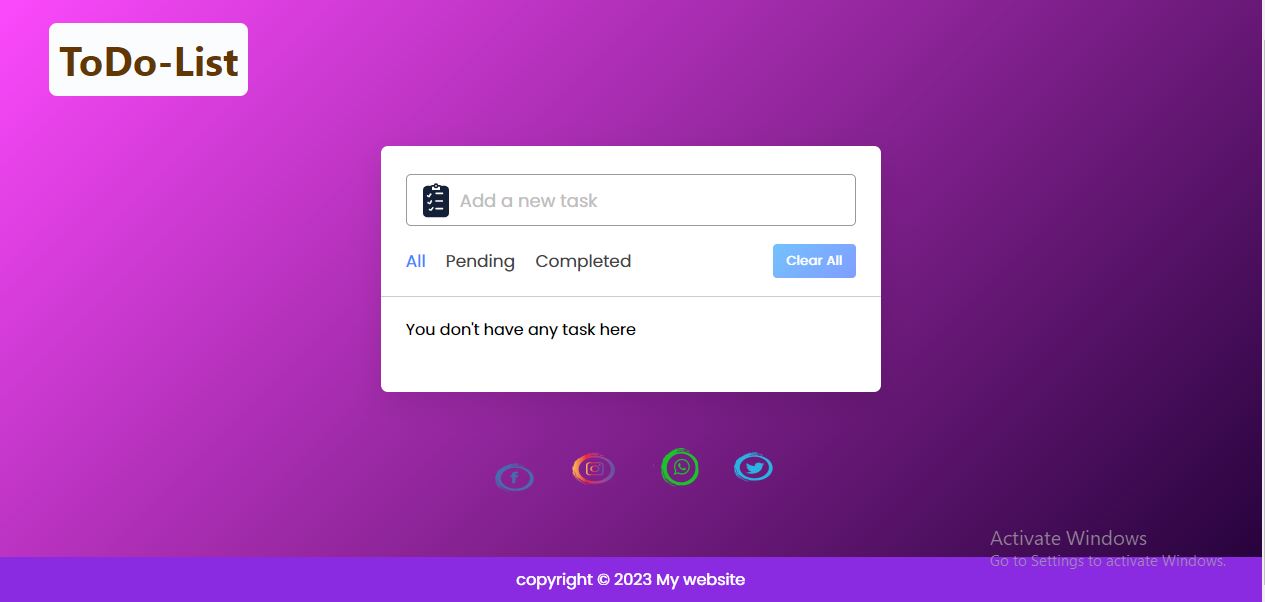 ToDo-List
Add a new task
All Pending Completed Clear All
You don't have any task here
Activate Windows
Go to Settings to activate Windows.
copyright © 2023 My website